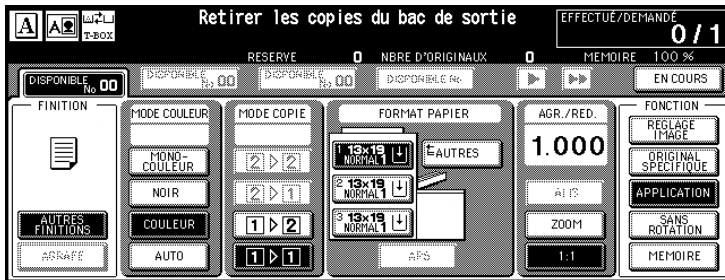 A A T-BOX
Retirer les copies du bac de sortie
EFFECTUÉ/DEMANDÉ
0 / 1
RESERVE 0 NBRE D'ORIGINAUX 0 MEMOIRE 100 %
DISPONIBLE No 00
DISPONIBLE No 00
DISPONIBLE No 00
DISPONIBLE No
EN COURS
FINITION
AUTRES FINITIONS
AGRAFE
MODE COULEUR
MONO-
COULEUR
NOIR
COULEUR
AUTO
MODE COPIE
2 2
2 1
1 2
1 1
FORMAT PAPIER
1 13x19
NORMAL 1
AUTRES
2 13x19
NORMAL 1
3 13x19
NORMAL 1
APS
AGR./RED.
1.000
AMS
ZOOM
1:1
FONCTION
REGLAGE
IMAGE
ORIGINAL
SPECIFIQUE
APPLICATION
SANS
ROTATION
MEMOIRE